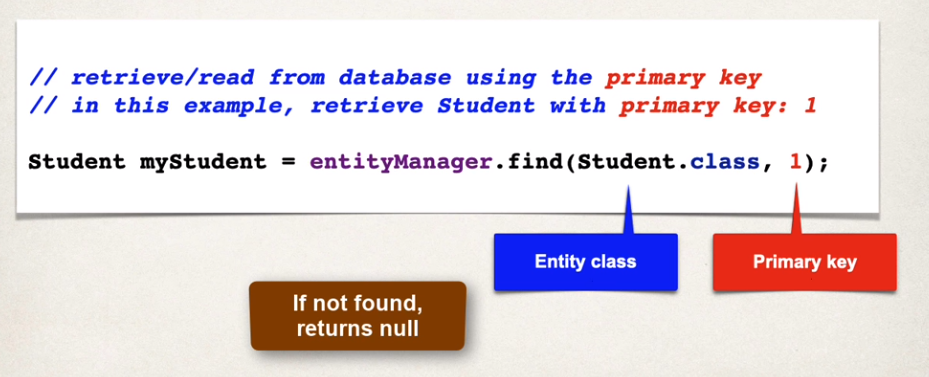 // retrieve/read from database using the primary key
// in this example, retrieve Student with primary key: 1
Student myStudent = entityManager.find(Student.class, 1);
Entity class
Primary key
If not found,
returns null